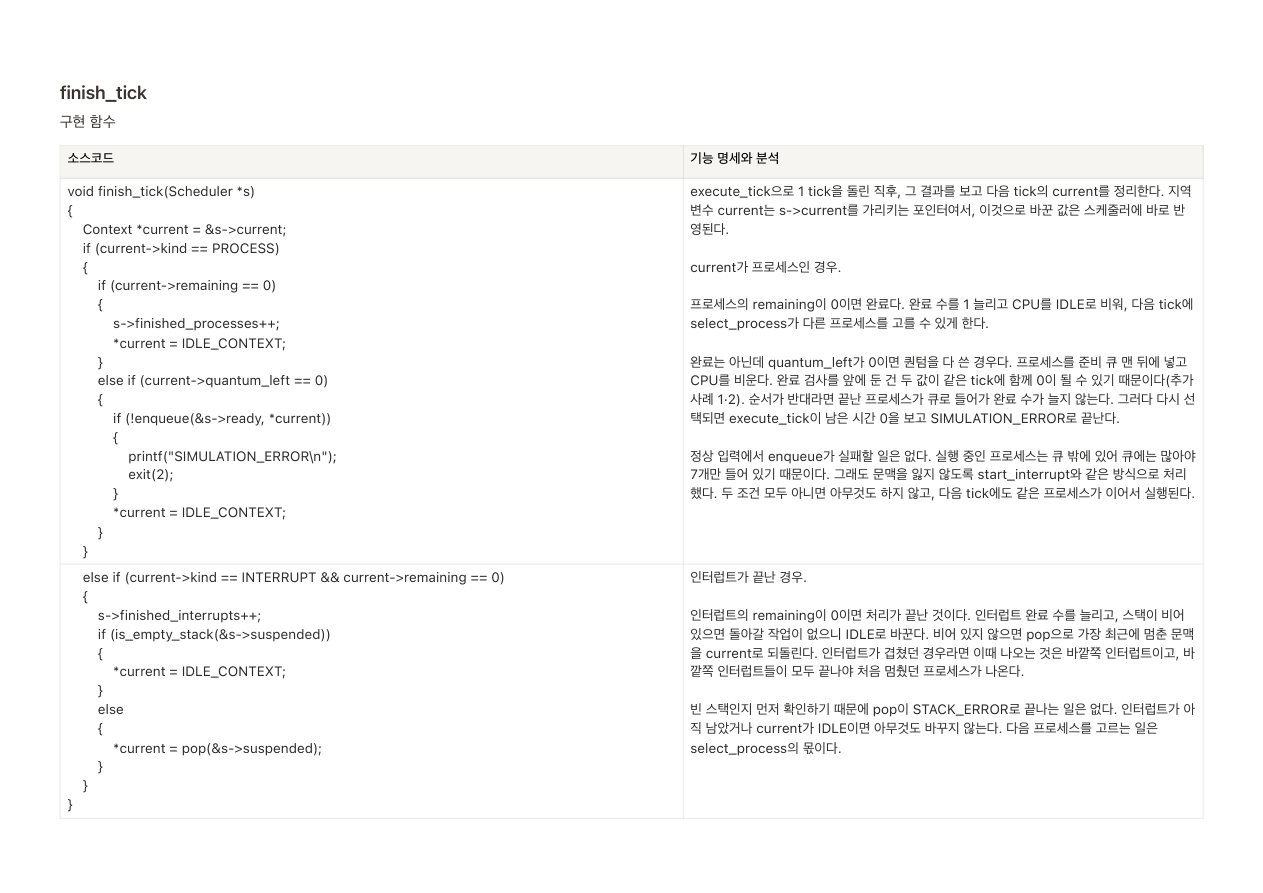 finish_tick
구현 함수
소스코드
기능 명세와 분석
void finish_tick(Scheduler *s)
{
    Context *current = &s->current;
    if (current->kind == PROCESS)
    {
        if (current->remaining == 0)
        {
            s->finished_processes++;
            *current = IDLE_CONTEXT;
        }
        else if (current->quantum_left == 0)
        {
            if (!enqueue(&s->ready, *current))
            {
                printf("SIMULATION_ERROR\n");
                exit(2);
            }
            *current = IDLE_CONTEXT;
        }
    }
execute_tick으로 1 tick을 돌린 직후, 그 결과를 보고 다음 tick의 current를 정리한다. 지역
변수 current는 s->current를 가리키는 포인터여서, 이것으로 바꾼 값은 스케줄러에 바로 반
영된다.
current가 프로세스인 경우.
프로세스의 remaining이 0이면 완료다. 완료 수를 1 늘리고 CPU를 IDLE로 비워, 다음 tick에
select_process가 다른 프로세스를 고를 수 있게 한다.
완료는 아닌데 quantum_left가 0이면 퀀텀을 다 쓴 경우다. 프로세스를 준비 큐 맨 뒤에 넣고
CPU를 비운다. 완료 검사를 앞에 둔 건 두 값이 같은 tick에 함께 0이 될 수 있기 때문이다(추가
사례 1·2). 순서가 반대라면 끝난 프로세스가 큐로 들어가 완료 수가 늘지 않는다. 그러다 다시 선
택되면 execute_tick이 남은 시간 0을 보고 SIMULATION_ERROR로 끝난다.
정상 입력에서 enqueue가 실패할 일은 없다. 실행 중인 프로세스는 큐 밖에 있어 큐에는 많아야
7개만 들어 있기 때문이다. 그래도 문맥을 잃지 않도록 start_interrupt와 같은 방식으로 처리
했다. 두 조건 모두 아니면 아무것도 하지 않고, 다음 tick에도 같은 프로세스가 이어서 실행된다.
    else if (current->kind == INTERRUPT && current->remaining == 0)
    {
        s->finished_interrupts++;
        if (is_empty_stack(&s->suspended))
        {
            *current = IDLE_CONTEXT;
        }
        else
        {
            *current = pop(&s->suspended);
        }
    }
}
인터럽트가 끝난 경우.
인터럽트의 remaining이 0이면 처리가 끝난 것이다. 인터럽트 완료 수를 늘리고, 스택이 비어
있으면 돌아갈 작업이 없으니 IDLE로 바꾼다. 비어 있지 않으면 pop으로 가장 최근에 멈춘 문맥
을 current로 되돌린다. 인터럽트가 겹쳤던 경우라면 이때 나오는 것은 바깥쪽 인터럽트이고, 바
깥쪽 인터럽트들이 모두 끝나야 처음 멈췄던 프로세스가 나온다.
빈 스택인지 먼저 확인하기 때문에 pop이 STACK_ERROR로 끝나는 일은 없다. 인터럽트가 아
직 남았거나 current가 IDLE이면 아무것도 바꾸지 않는다. 다음 프로세스를 고르는 일은
select_process의 몫이다.